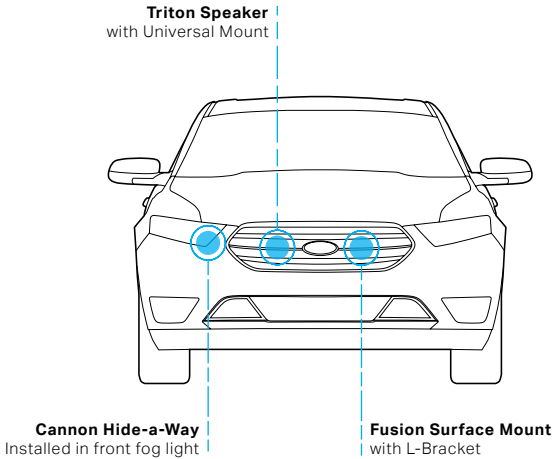 Triton Speaker
with Universal Mount
Cannon Hide-a-Way
Installed in front fog light
Fusion Surface Mount
with L-Bracket